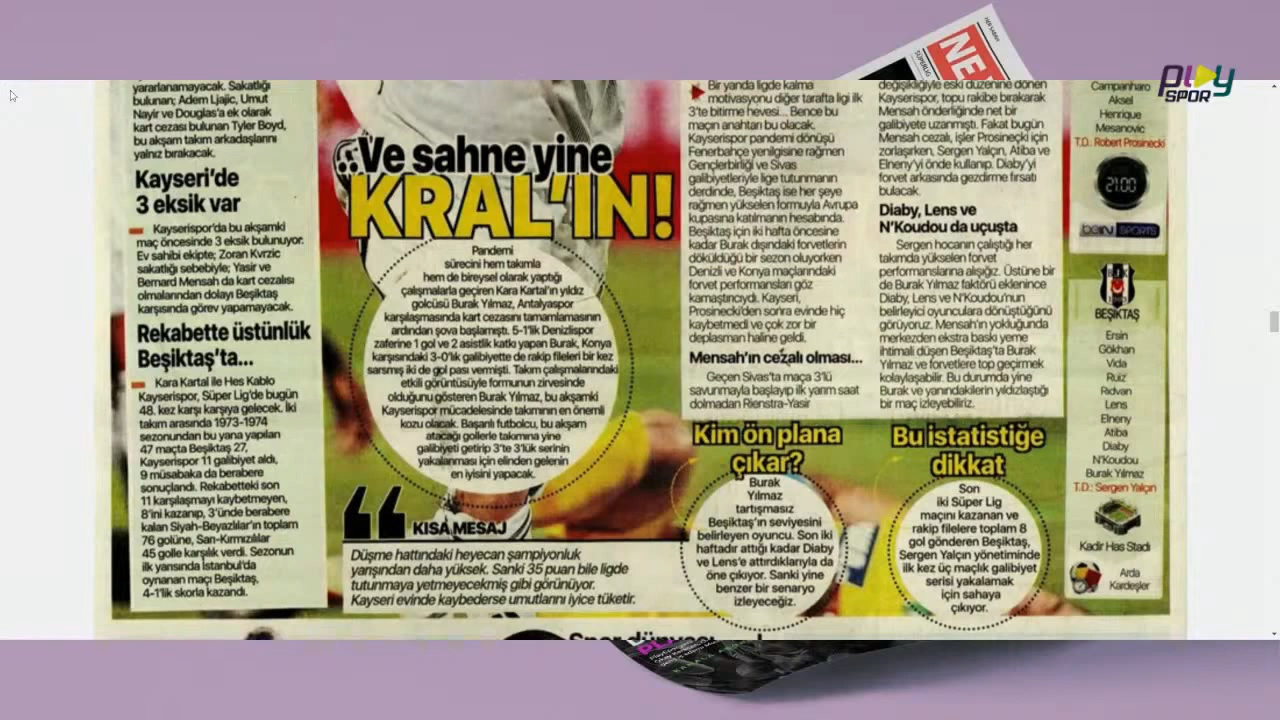 play
SPOR
yararlanamayacak. Sakatlığı
bulunan; Adem Ljajic, Umut
Nayir ve Douglas'a ek olarak
kart cezası bulunan Tyler Boyd,
bu akşam takım arkadaşlarını
yalnız bırakacak.
Kayseri'de
3 eksik var
Kayserispor'da bu akşamki
maç öncesinde 3 eksik bulunuyor.
Ev sahibi ekipte; Zoran Kvrzic
sakatlığı sebebiyle; Yasir ve
Bernard Mensah da kart cezalısı
olmalarından dolayı Beşiktaş
karşısında görev yapamayacak.
Rekabette üstünlük
Beşiktaş'ta...
Kara Kartal ile Hes Kablo
Kayserispor, Süper Lig'de bugün
48. kez karşı karşıya gelecek. İki
takım arasında 1973-1974
sezonundan bu yana yapılan
47 maçta Beşiktaş 27,
Kayserispor 11 galibiyet aldı,
9 müsabaka da berabere
sonuçlandı. Rekabetteki son
11 karşılaşmayı kaybetmeyen,
8'ini kazanıp, 3'ünde berabere
kalan Siyah-Beyazlılar'ın toplam
76 golüne, Sarı-Kırmızılılar
45 golle karşılık verdi. Sezonun
ilk yarısında İstanbul'da
oynanan maçı Beşiktaş,
4-1'lik skorla kazandı.
..Ve sahne yine
KRAL'IN!
Pandemi
sürecini hem takımla
hem de bireysel olarak yaptığı
çalışmalarla geçiren Kara Kartal'ın yıldız
golcüsü Burak Yılmaz, Antalyaspor
karşılaşmasında kart cezasını tamamlamasının
ardından şova başlamıştı. 5-1'lik Denizlispor
zaferine 1 gol ve 2 asistlik katkı yapan Burak, Konya
karşısındaki 3-0'lık galibiyette de rakip fileleri bir kez
sarsmış iki de gol pası vermişti. Takım çalışmalarındaki
etkili görüntüsüyle formunun zirvesinde
olduğunu gösteren Burak Yılmaz, bu akşamki
Kayserispor mücadelesinde takımının en önemli
kozu olacak. Başarılı futbolcu, bu akşam
atacağı gollerle takımına yine
galibiyeti getirip 3'te 3'lük serinin
yakalanması için elinden gelenin
en iyisini yapacak.
KISA MESAJ
Düşme hattındaki heyecan şampiyonluk
yarışından daha yüksek. Sanki 35 puan bile ligde
tutunmaya yetmeyecekmiş gibi görünüyor.
Kayseri evinde kaybederse umutlarını iyice tüketir.
Bir yanda ligde kalma
motivasyonu diğer tarafta ligi ilk
3'te bitirme hevesi... Bence bu
maçın anahtarı bu olacak.
Kayserispor pandemi dönüşü
Fenerbahçe yenilgisine rağmen
Gençlerbirliği ve Sivas
galibiyetleriyle lige tutunmanın
derdinde, Beşiktaş ise her şeye
rağmen yükselen formuyla Avrupa
kupasına katılmanın hesabında.
Beşiktaş için iki hafta öncesine
kadar Burak dışındaki forvetlerin
döküldüğü bir sezon oluyorken
Denizli ve Konya maçlarındaki
forvet performansları göz
kamaştırıcıydı. Kayseri,
Prosinecki'den sonra evinde hiç
kaybetmedi ve çok zor bir
deplasman haline geldi.
Mensah'ın cezalı olması...
Geçen Sivas'ta maça 3'lü
savunmayla başlayıp ilk yarım saat
dolmadan Rienstra-Yasir
değişikliğiyle eski düzenine dönen
Kayserispor, topu rakibe bırakarak
Mensah önderliğinde net bir
galibiyete uzanmıştı. Fakat bugün
Mensah cezalı, işler Prosinecki için
zorlaşırken, Sergen Yalçın, Atiba ve
Elneny'yi önde kullanıp. Diaby'yi
forvet arkasında gezdirme fırsatı
bulacak.
Diaby, Lens ve
N'Koudou da uçuşta
Sergen hocanın çalıştığı her
takımda yükselen forvet
performanslarına alışığız. Üstüne bir
de Burak Yılmaz faktörü eklenince
Diaby, Lens ve N'Koudou'nun
belirleyici oyunculara dönüştüğünü
görüyoruz. Mensah'ın yokluğunda
merkezden ekstra baskı yeme
ihtimali düşen Beşiktaş'ta Burak
Yılmaz ve forvetlere top geçirmek
kolaylaşabilir. Bu durumda yine
Burak ve yanındakilerin yıldızlaştığı
bir maç izleyebiliriz.
Kim ön plana
çıkar?
Burak
Yılmaz
tartışmasız
Beşiktaş'ın seviyesini
belirleyen oyuncu. Son iki
haftadır attığı kadar Diaby
ve Lens'e attırdıklarıyla da
öne çıkıyor. Sanki yine
benzer bir senaryo
izleyeceğiz.
Bu istatistiğe
dikkat
Son
iki Süper Lig
maçını kazanan ve
rakip filelere toplam 8
gol gönderen Beşiktaş,
Sergen Yalçın yönetiminde
ilk kez üç maçlık galibiyet
serisi yakalamak
için sahaya
çıkıyor.
Campanharo
Aksel
Henrique
Mesanovic
T.D.: Robert Prosinecki
21.00
beIN SPORTS
BEŞİKTAŞ
Ersin
Gökhan
Vida
Ruiz
Rıdvan
Lens
Elneny
Atiba
Diaby
N'Koudou
Burak Yılmaz
T.D.: Sergen Yalçın
Kadir Has Stadı
Arda
Kardeşler